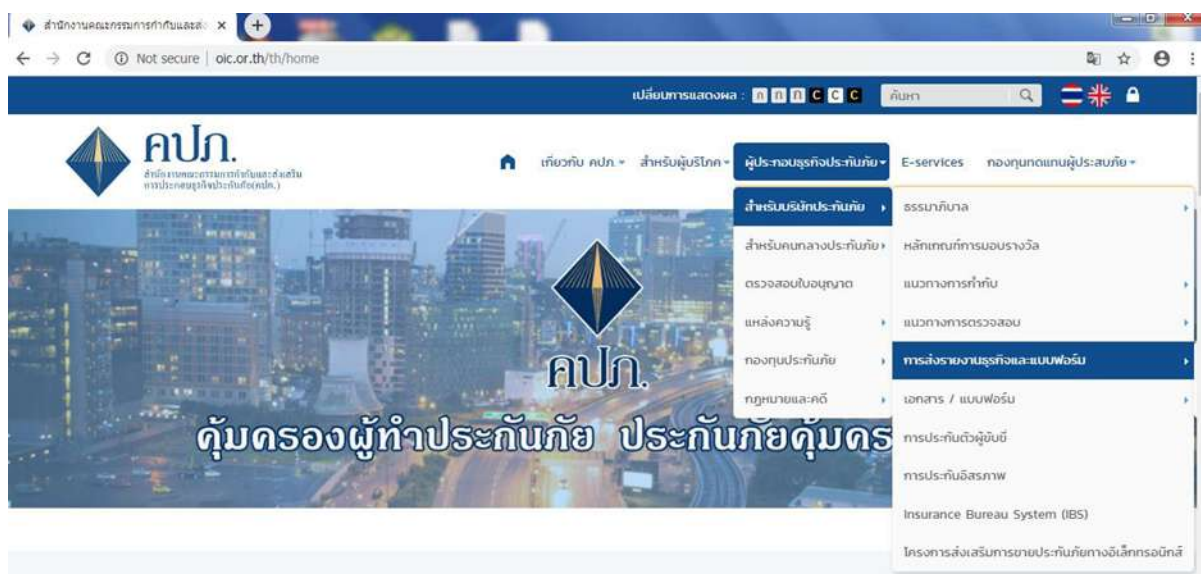 สำนักงานคณะกรรมการกำกับและส่ง
Not secure | oic.or.th/th/home
เปลี่ยนการแสดงผล : ก ก ก C C C ค้นหา
คปภ.
สำนักงานคณะกรรมการกำกับและส่งเสริม
การประกอบธุรกิจประกันภัย(คปภ.)
เกี่ยวกับ คปภ. สำหรับผู้บริโภค ผู้ประกอบธุรกิจประกันภัย E-services กองทุนทดแทนผู้ประสบภัย
สำหรับบริษัทประกันภัย
สำหรับคนกลางประกันภัย
ตรวจสอบใบอนุญาต
แหล่งความรู้
กองทุนประกันภัย
กฎหมายและคดี
ธรรมาภิบาล
หลักเกณฑ์การมอบรางวัล
แนวทางการกำกับ
แนวทางการตรวจสอบ
การส่งรายงานธุรกิจและแบบฟอร์ม
เอกสาร / แบบฟอร์ม
การประกันตัวผู้ขับขี่
การประกันอิสรภาพ
Insurance Bureau System (IBS)
โครงการส่งเสริมการขายประกันภัยทางอิเล็กทรอนิกส์
คปภ.
คุ้มครองผู้ทำประกันภัย ประกันภัยคุ้มคร